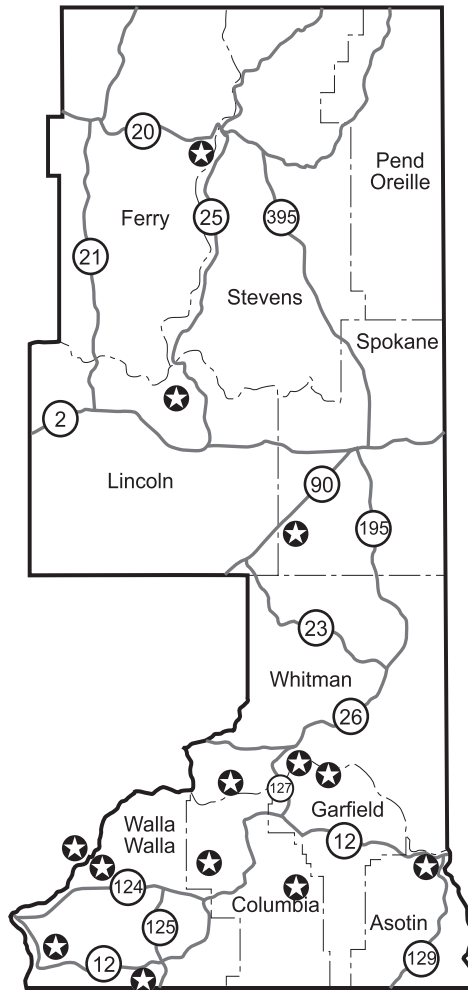 20
Pend
Oreille
Ferry
25
395
21
Stevens
Spokane
2
Lincoln
90
195
23
Whitman
26
127
Garfield
Walla
Walla
12
124
Columbia
125
Asotin
12
129